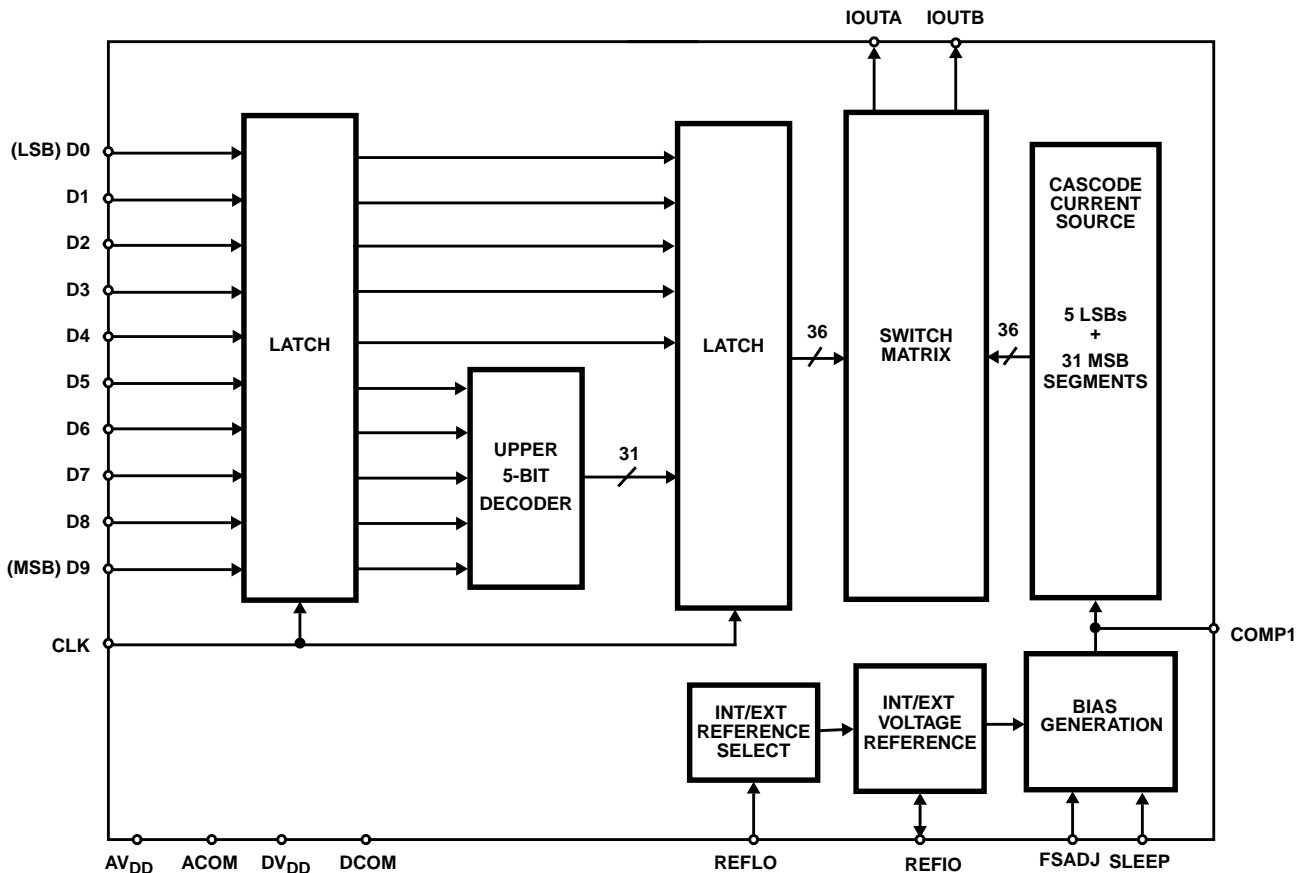 IOUTA IOUTB
(LSB) D0
D1
D2
D3
D4
D5
D6
D7
D8
(MSB) D9
CLK
LATCH
UPPER
5-BIT
DECODER
31
LATCH
36
SWITCH
MATRIX
36
CASCODE
CURRENT
SOURCE
5 LSBs
+
31 MSB
SEGMENTS
COMP1
INT/EXT
REFERENCE
SELECT
INT/EXT
VOLTAGE
REFERENCE
BIAS
GENERATION
AVDD ACOM DVDD DCOM REFLO REFIO FSADJ SLEEP